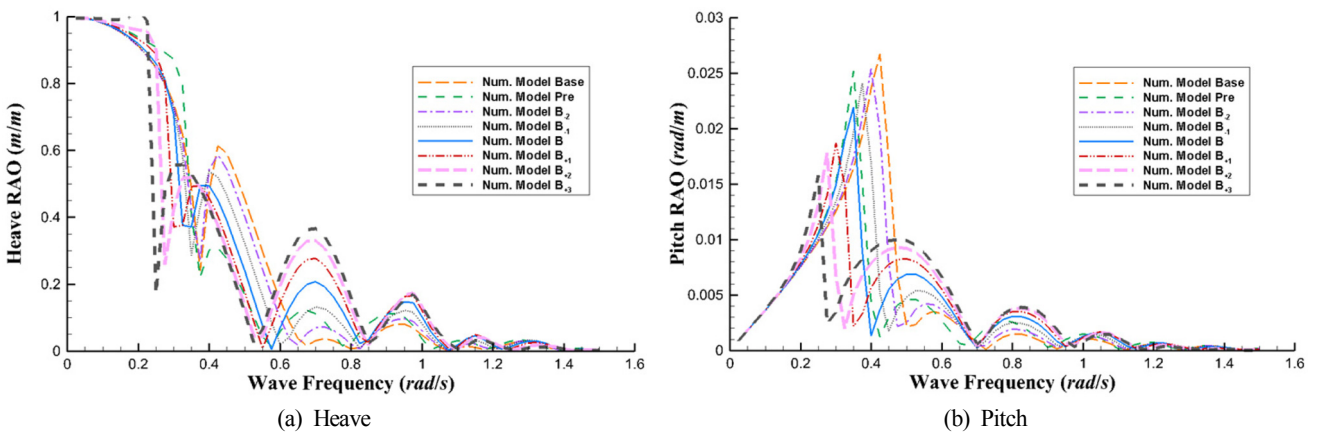 Heave RAO (m/m)
1
0.8
0.6
0.4
0.2
0
0
0.2
0.4
0.6
0.8
1
1.2
1.4
1.6
Wave Frequency (rad/s)
Num. Model Base
Num. Model Pre
Num. Model B-2
Num. Model B-1
Num. Model B
Num. Model B+1
Num. Model B+2
Num. Model B+3
(a) Heave
Pitch RAO (rad/m)
0.03
0.025
0.02
0.015
0.01
0.005
0
0
0.2
0.4
0.6
0.8
1
1.2
1.4
1.6
Wave Frequency (rad/s)
Num. Model Base
Num. Model Pre
Num. Model B-2
Num. Model B-1
Num. Model B
Num. Model B+1
Num. Model B+2
Num. Model B+3
(b) Pitch